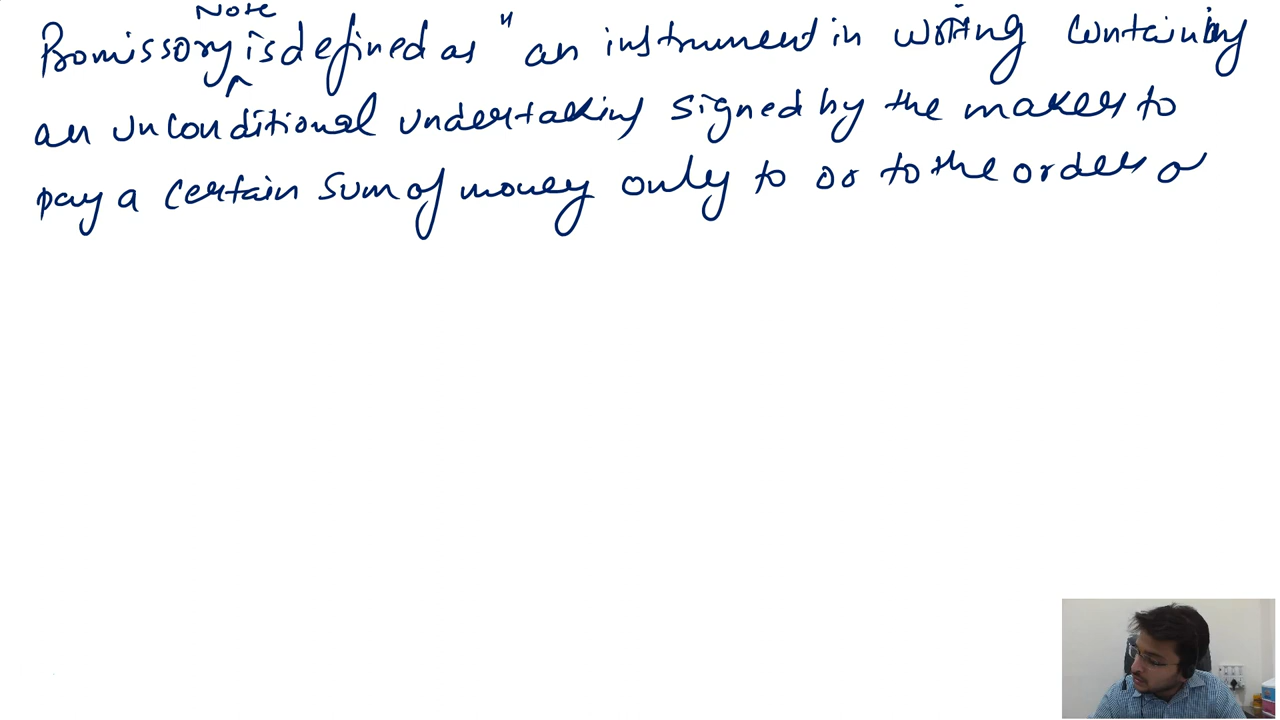 Promissory Note is defined as " an instrument in writing containing
an unconditional undertaking signed by the maker to
pay a certain sum of money only to or to the order o